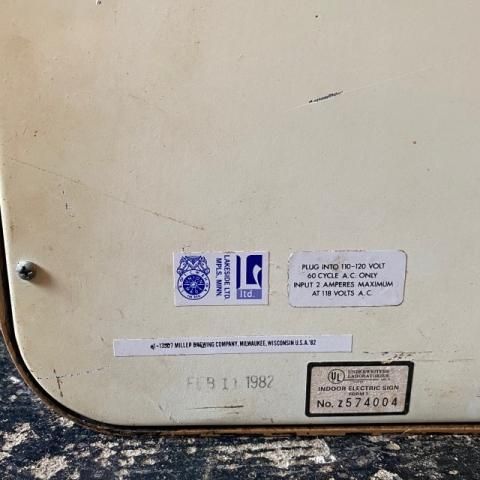 LAKESIDE LTD.
MPLS. MINN
ltd.
PLUG INTO 110-120 VOLT
60 CYCLE A.C. ONLY
INPUT 2 AMPERES MAXIMUM
AT 118 VOLTS A.C.
MILLER BREWING COMPANY, MILWAUKEE, WISCONSIN U.S.A. '82
FEB 11 1982
UL
UNDERWRITERS
LABORATORIES
INDOOR ELECTRIC SIGN
No. Z574004